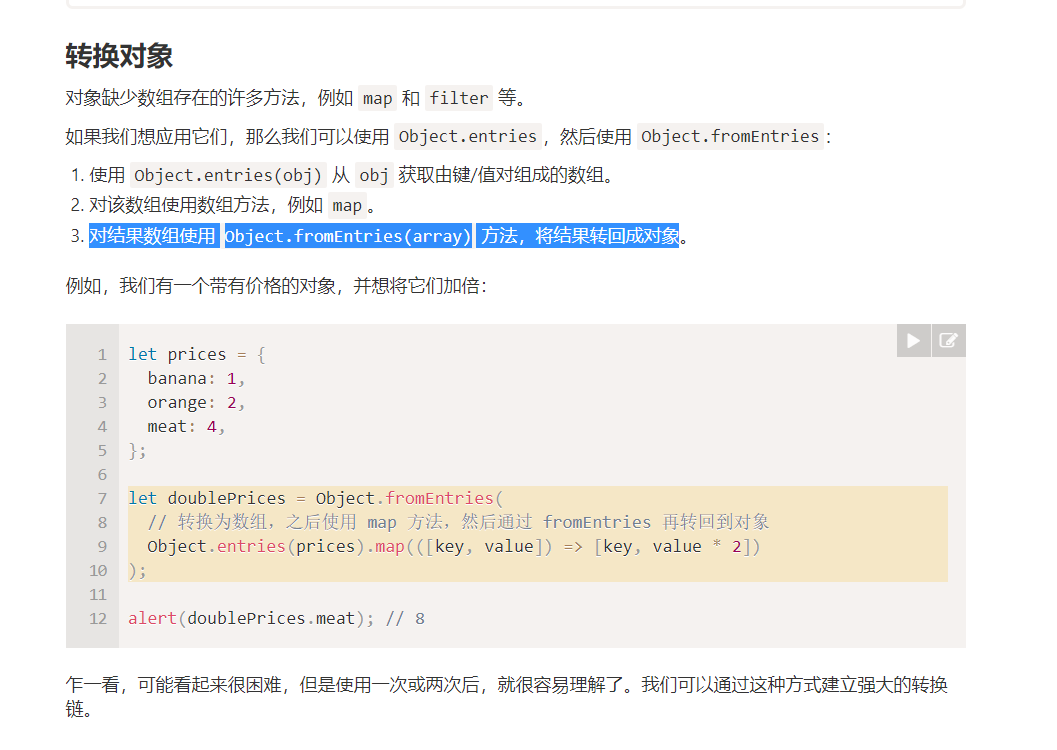 转换对象
对象缺少数组存在的许多方法，例如 map 和 filter 等。
如果我们想应用它们，那么我们可以使用 Object.entries，然后使用 Object.fromEntries：
1. 使用 Object.entries(obj) 从 obj 获取由键/值对组成的数组。
2. 对该数组使用数组方法，例如 map。
3. 对结果数组使用 Object.fromEntries(array) 方法，将结果转回成对象。
例如，我们有一个带有价格的对象，并想将它们加倍：
1 let prices = {
2   banana: 1,
3   orange: 2,
4   meat: 4,
5 };
6
7 let doublePrices = Object.fromEntries(
8   // 转换为数组，之后使用 map 方法，然后通过 fromEntries 再转回到对象
9   Object.entries(prices).map(([key, value]) => [key, value * 2])
10 );
11
12 alert(doublePrices.meat); // 8
乍一看，可能看起来很困难，但是使用一次或两次后，就很容易理解了。我们可以通过这种方式建立强大的转换
链。